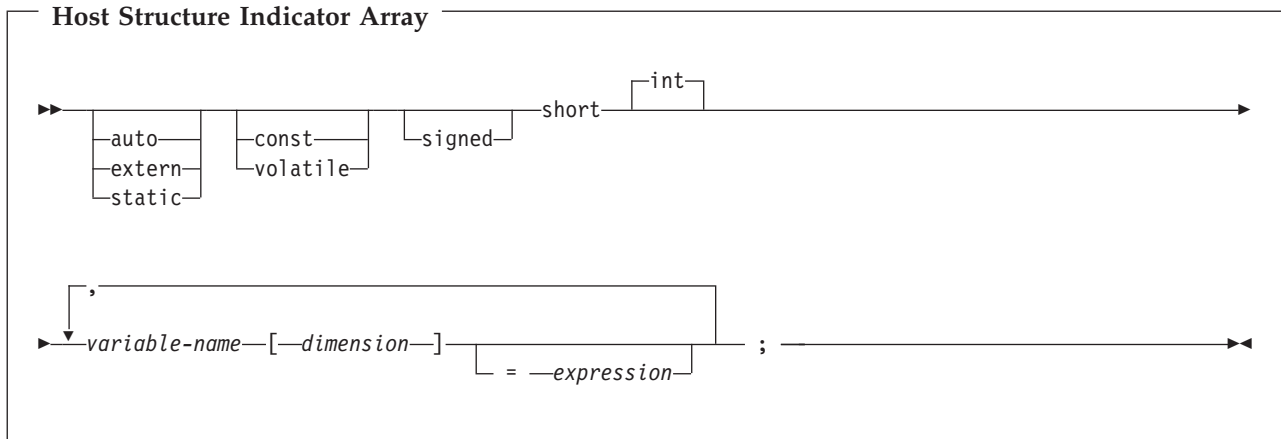 Host Structure Indicator Array
int
short
auto const signed
extern volatile
static
,
variable-name [ dimension ] ;
= expression